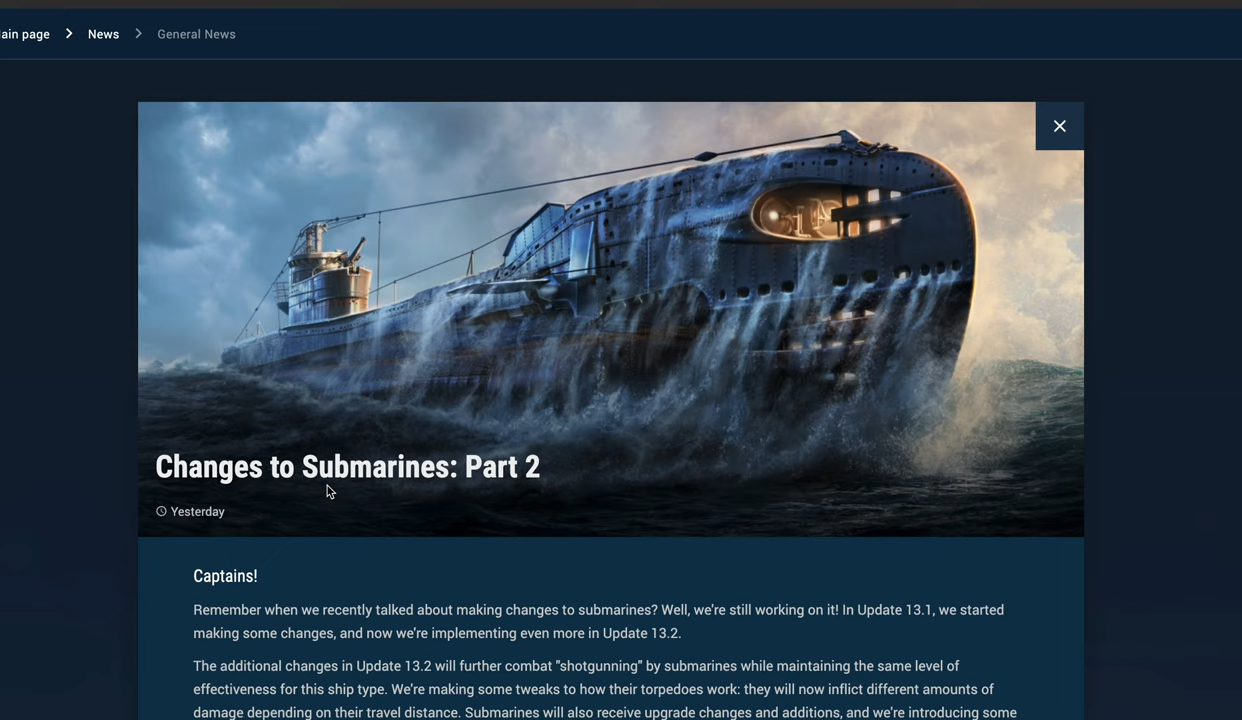 ain page > News > General News
Changes to Submarines: Part 2
Yesterday
Captains!
Remember when we recently talked about making changes to submarines? Well, we're still working on it! In Update 13.1, we started
making some changes, and now we're implementing even more in Update 13.2.
The additional changes in Update 13.2 will further combat "shotgunning" by submarines while maintaining the same level of
effectiveness for this ship type. We're making some tweaks to how their torpedoes work: they will now inflict different amounts of
damage depending on their travel distance. Submarines will also receive upgrade changes and additions, and we're introducing some